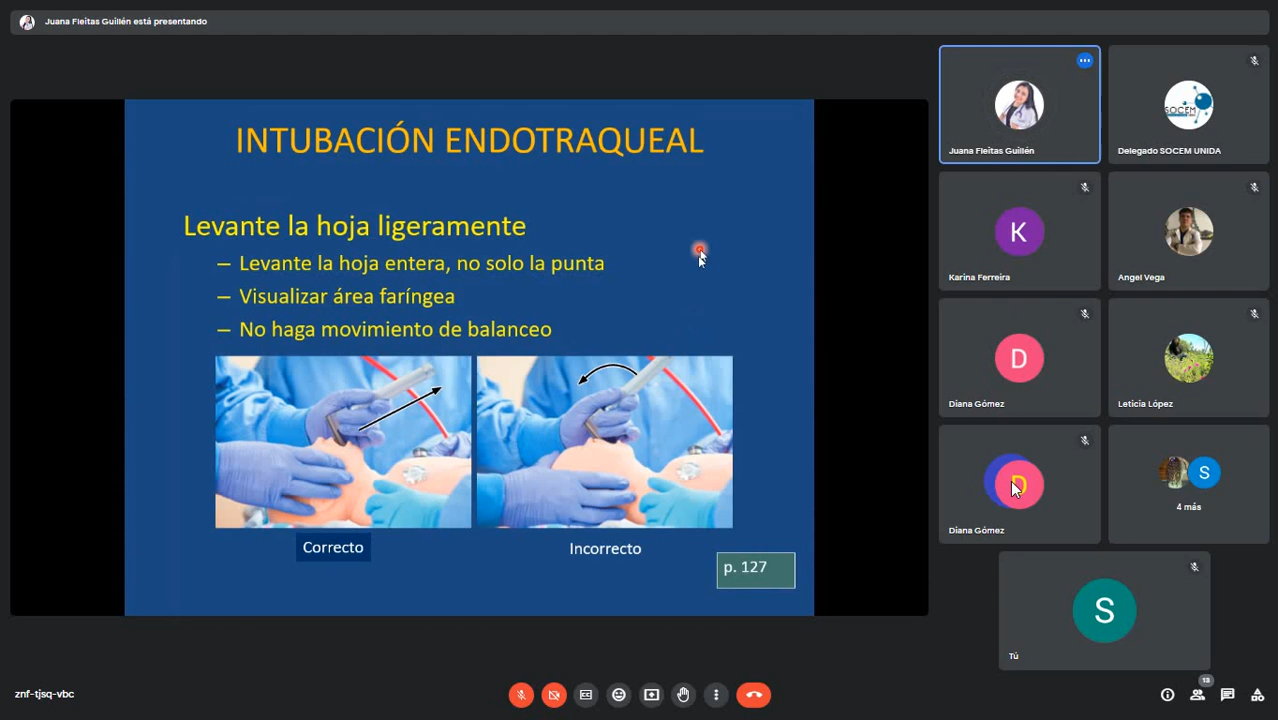 Juana Fleitas Guillén está presentando
INTUBACIÓN ENDOTRAQUEAL
Levante la hoja ligeramente
– Levante la hoja entera, no solo la punta
– Visualizar área faríngea
– No haga movimiento de balanceo
Correcto
Incorrecto
p. 127
Juana Fleitas Guillén
SOCEM
Delegado SOCEM UNIDA
K
Karina Ferreira
Angel Vega
D
Diana Gómez
Leticia López
D
Diana Gómez
S
4 más
S
Tú
znf-tjsq-vbc
13